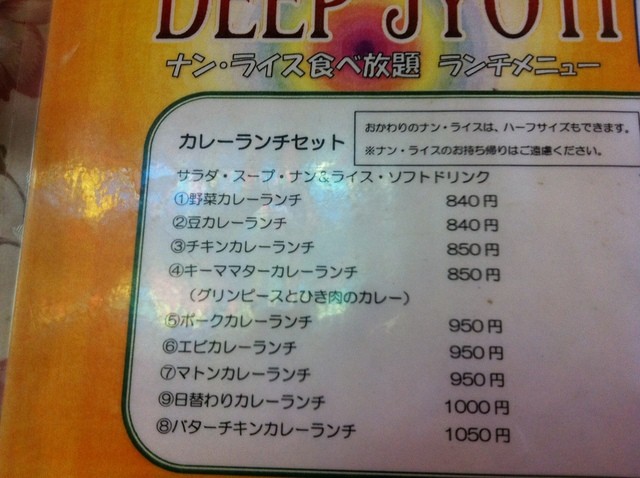 DEEP JYOTI
ナン・ライス食べ放題 ランチメニュー
カレーランチセット
おかわりのナン・ライスは、ハーフサイズもできます。
※ナン・ライスのお持ち帰りはご遠慮ください。
サラダ・スープ・ナン&ライス・ソフトドリンク
①野菜カレーランチ 840円
②豆カレーランチ 840円
③チキンカレーランチ 850円
④キーママターカレーランチ 850円
(グリンピースとひき肉のカレー)
⑤ポークカレーランチ 950円
⑥エビカレーランチ 950円
⑦マトンカレーランチ 950円
⑨日替わりカレーランチ 1000円
⑧バターチキンカレーランチ 1050円